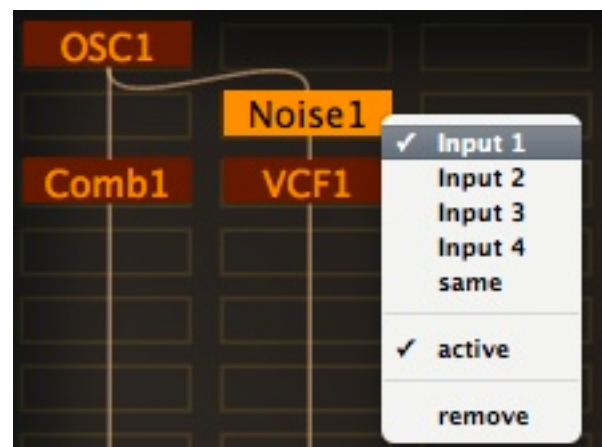 OSC1
Noise1
Comb1
VCF1
✓ Input 1
Input 2
Input 3
Input 4
same
✓ active
remove